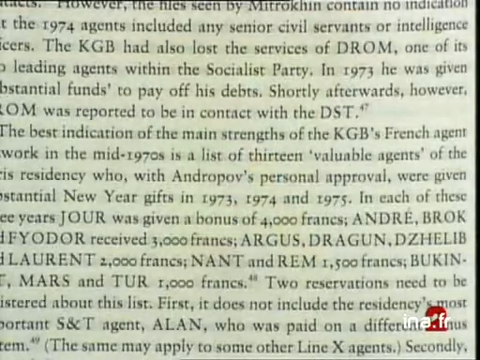 However, the files seen by Mitrokhin contain no indication
the 1974 agents included any senior civil servants or intelligence
icers. The KGB had also lost the services of DROM, one of its
leading agents within the Socialist Party. In 1973 he was given
bstantial funds' to pay off his debts. Shortly afterwards, however,
ROM was reported to be in contact with the DST.47
The best indication of the main strengths of the KGB's French agent
work in the mid-1970s is a list of thirteen 'valuable agents' of the
ris residency who, with Andropov's personal approval, were given
bstantial New Year gifts in 1973, 1974 and 1975. In each of these
ee years JOUR was given a bonus of 4,000 francs; ANDRÉ, BROK
d FYODOR received 3,000 francs; ARGUS, DRAGUN, DZHELIB
d LAURENT 2,000 francs; NANT and REM 1,500 francs; BUKIN-
T, MARS and TUR 1,000 francs.48 Two reservations need to be
istered about this list. First, it does not include the residency's most
portant S&T agent, ALAN, who was paid on a different
tem.49 (The same may apply to some other Line X agents.) Secondly,
ina.fr